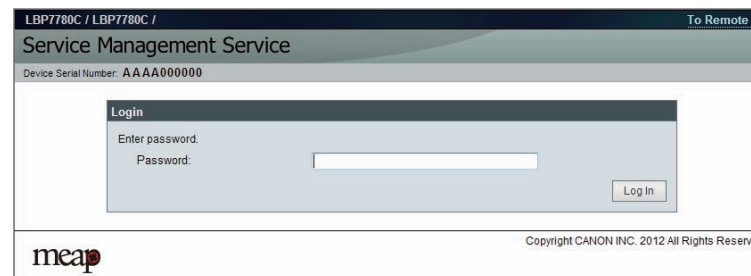 LBP7780C / LBP7780C / To Remote
Service Management Service
Device Serial Number: AAAA000000
Login
Enter password.
Password:
Log In
Copyright CANON INC. 2012 All Rights Reserv
meap